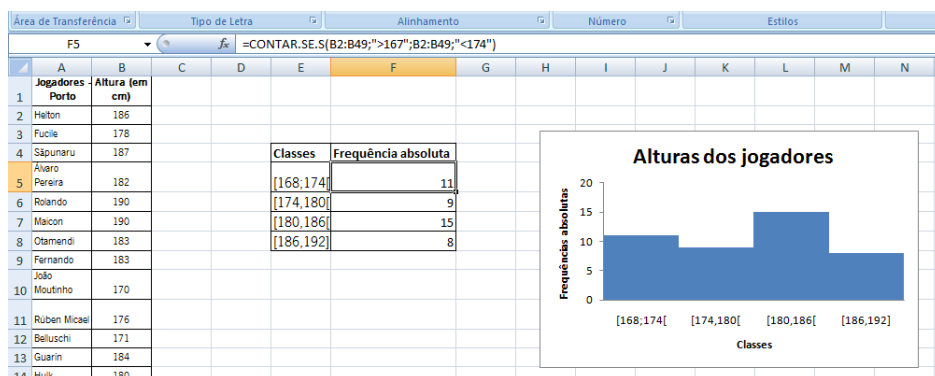 Área de Transferência Tipo de Letra Alinhamento Número Estilos
F5 fx =CONTAR.SE.S(B2:B49;">167";B2:B49;"<174")
A B C D E F G H I J K L M N
1 Jogadores - Porto Altura (em cm)
2 Helton 186
3 Fucile 178
4 Săpunaru 187 Classes Frequência absoluta
5 Álvaro Pereira 182 [168;174[ 11
6 Rolando 190 [174,180[ 9
7 Maicon 190 [180,186[ 15
8 Otamendi 183 [186,192] 8
9 Fernando 183
10 João Moutinho 170
11 Rúben Micael 176
12 Belluschi 171
13 Guarín 184
14 Hulk 180
Alturas dos jogadores
Frequências absolutas
20
15
10
5
0
[168;174[ [174,180[ [180,186[ [186,192]
Classes